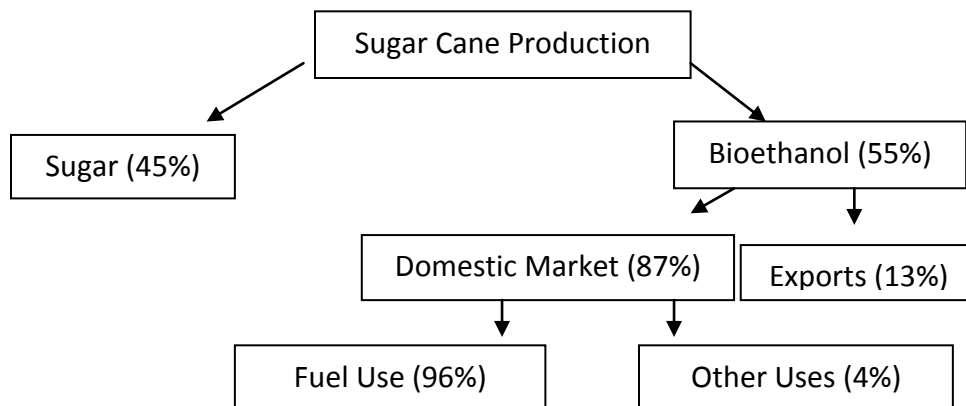 Sugar Cane Production
Sugar (45%)
Bioethanol (55%)
Domestic Market (87%)
Exports (13%)
Fuel Use (96%)
Other Uses (4%)